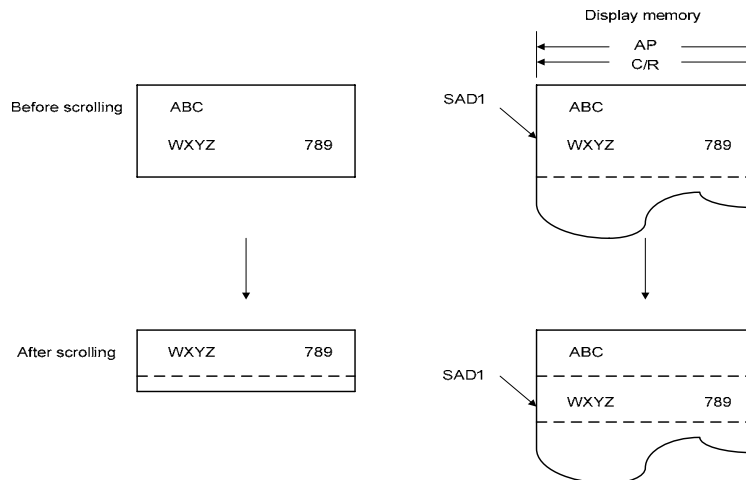 Display memory
AP
C/R
Before scrolling
ABC
WXYZ 789
SAD1
ABC
WXYZ 789
After scrolling
WXYZ 789
SAD1
ABC
WXYZ 789